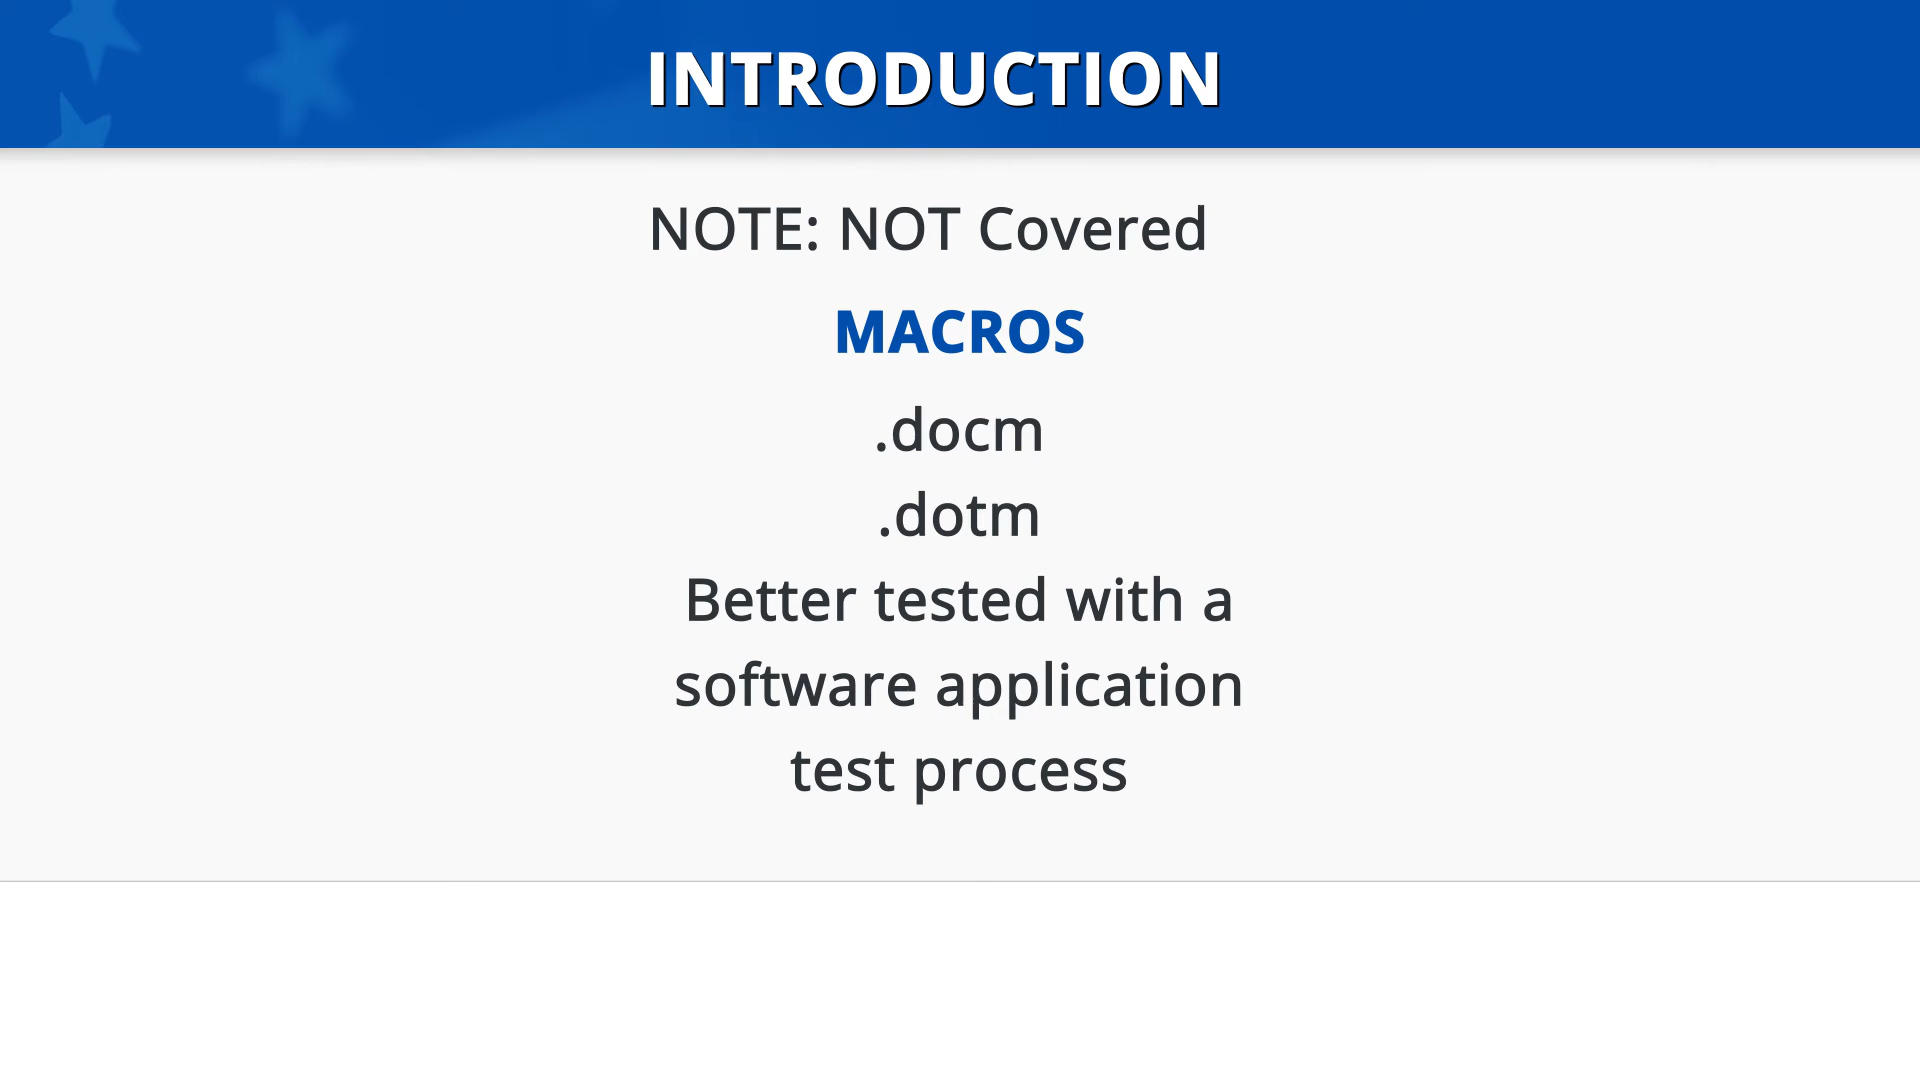 INTRODUCTION
NOTE: NOT Covered
MACROS
.docm
.dotm
Better tested with a
software application
test process